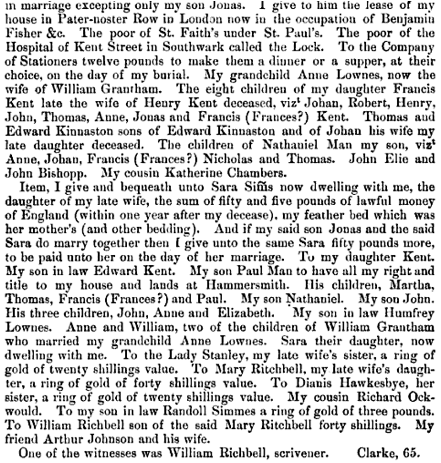 in marriage excepting only my son Jonas. I give to him the lease of my
house in Pater-noster Row in London now in the occupation of Benjamin
Fisher &c. The poor of St. Faith's under St. Paul's. The poor of the
Hospital of Kent Street in Southwark called the Lock. To the Company
of Stationers twelve pounds to make them a dinner or a supper, at their
choice, on the day of my burial. My grandchild Anne Lownes, now the
wife of William Grantham. The eight children of my daughter Francis
Kent late the wife of Henry Kent deceased, vizt Johan, Robert, Henry,
John, Thomas, Anne, Jonas and Francis (Frances?) Kent. Thomas and
Edward Kinnaston sons of Edward Kinnaston and of Johan his wife my
late daughter deceased. The children of Nathaniel Man my son, vizt
Anne, Johan, Francis (Frances?) Nicholas and Thomas. John Elie and
John Bishopp. My cousin Katherine Chambers.
Item, I give and bequeath unto Sara Sims now dwelling with me, the
daughter of my late wife, the sum of fifty and five pounds of lawful money
of England (within one year after my decease). my feather bed which was
her mother's (and other bedding). And if my said son Jonas and the said
Sara do marry together then I give unto the same Sara fifty pounds more,
to be paid unto her on the day of her marriage. To my daughter Kent.
My son in law Edward Kent. My son Paul Man to have all my right and
title to my house and lands at Hammersmith. His children, Martha,
Thomas, Francis (Frances?) and Paul. My son Nathaniel. My son John.
His three children, John, Anne and Elizabeth. My son in law Humfrey
Lownes. Anne and William, two of the children of William Grantham
who married my grandchild Anne Lownes. Sara their daughter, now
dwelling with me. To the Lady Stanley, my late wife's sister, a ring of
gold of twenty shillings value. To Mary Ritchbell, my late wife's daugh-
ter, a ring of gold of forty shillings value. To Dianis Hawkesbye, her
sister, a ring of gold of twenty shillings value. My cousin Richard Ock-
would. To my son in law Randoll Simmes a ring of gold of three pounds.
To William Richbell son of the said Mary Ritchbell forty shillings. My
friend Arthur Johnson and his wife.
One of the witnesses was William Richbell, scrivener. Clarke, 65.